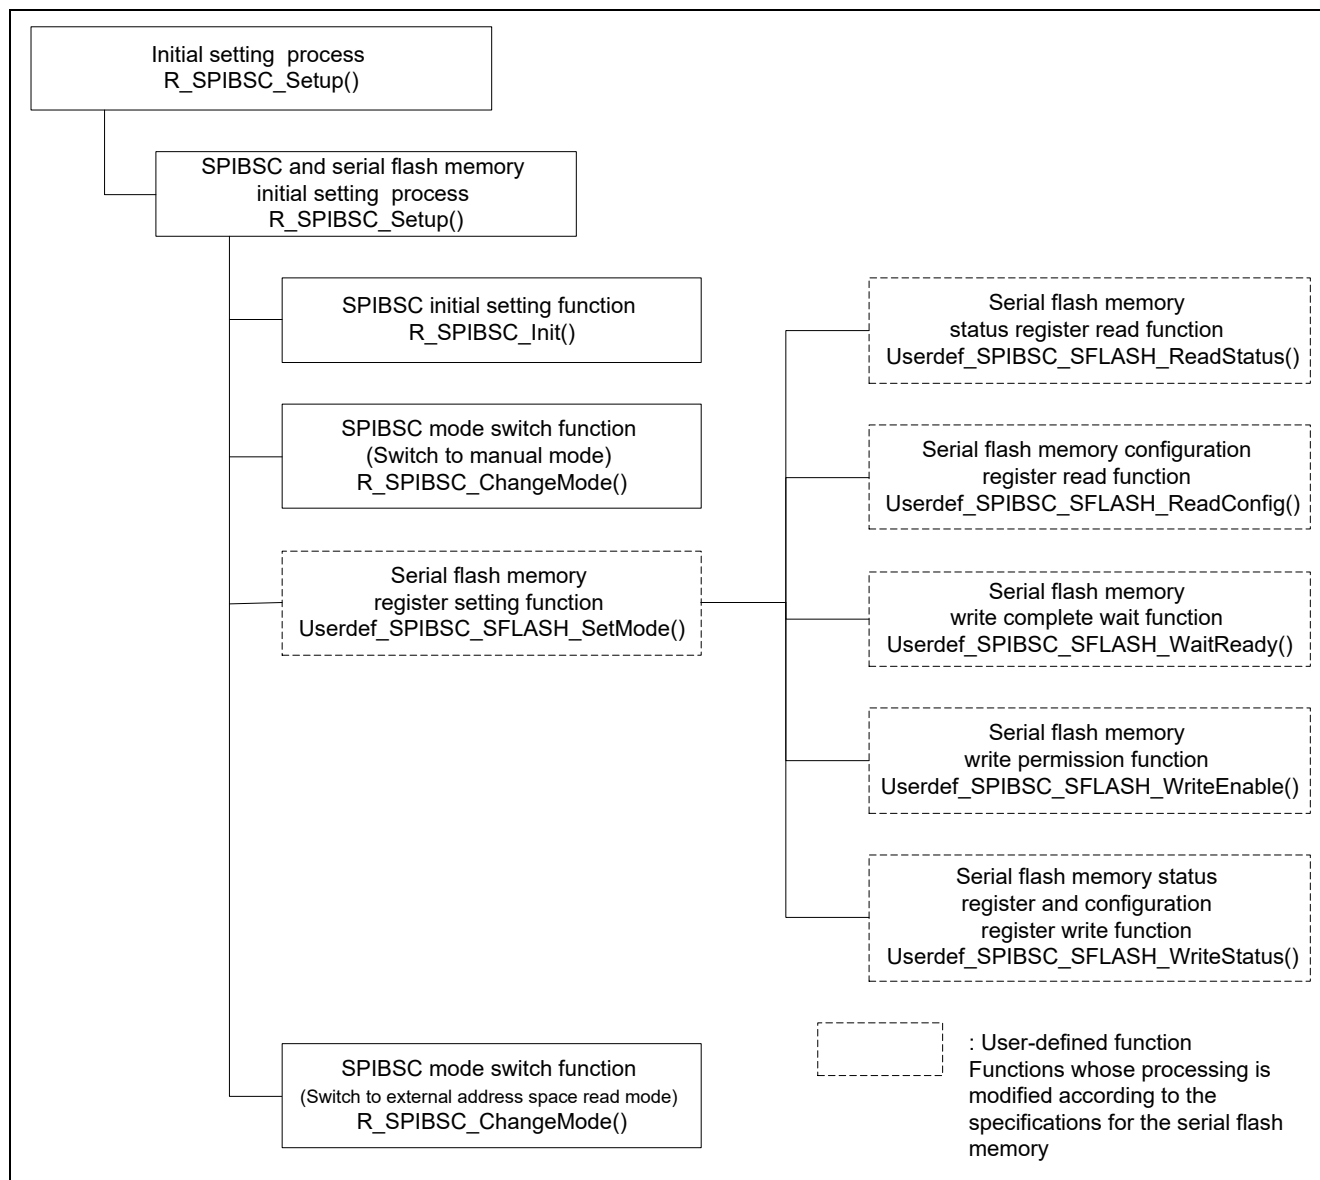 Initial setting process
R_SPIBSC_Setup()
SPIBSC and serial flash memory
initial setting process
R_SPIBSC_Setup()
SPIBSC initial setting function
R_SPIBSC_Init()
SPIBSC mode switch function
(Switch to manual mode)
R_SPIBSC_ChangeMode()
Serial flash memory
register setting function
Userdef_SPIBSC_SFLASH_SetMode()
Serial flash memory
status register read function
Userdef_SPIBSC_SFLASH_ReadStatus()
Serial flash memory configuration
register read function
Userdef_SPIBSC_SFLASH_ReadConfig()
Serial flash memory
write complete wait function
Userdef_SPIBSC_SFLASH_WaitReady()
Serial flash memory
write permission function
Userdef_SPIBSC_SFLASH_WriteEnable()
Serial flash memory status
register and configuration
register write function
Userdef_SPIBSC_SFLASH_WriteStatus()
SPIBSC mode switch function
(Switch to external address space read mode)
R_SPIBSC_ChangeMode()
: User-defined function
Functions whose processing is
modified according to the
specifications for the serial flash
memory